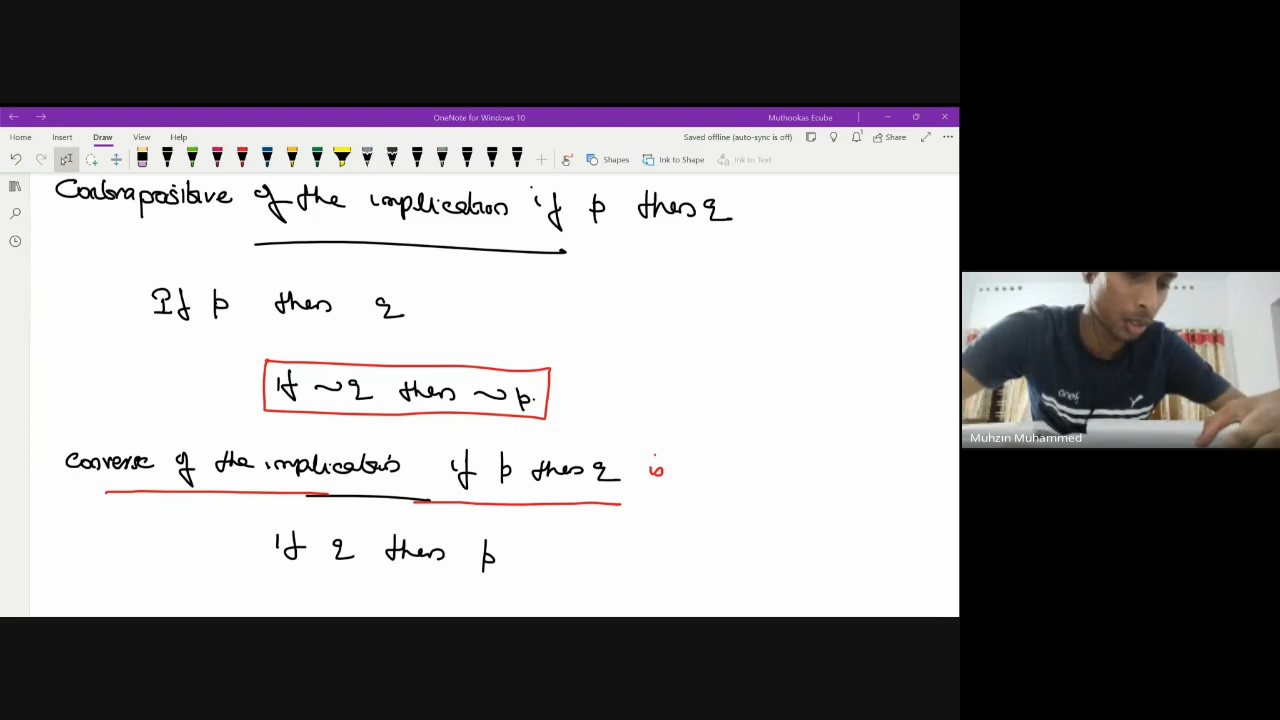 OneNote for Windows 10
Muthookas Ecube
Home Insert Draw View Help
Saved offline (auto-sync is off)
Share
Shapes
Ink to Shape
Ink to Text
Contrapositive of the implication if p then q
If p then q
If ~q then ~p.
Converse of the implication if p then q is
If q then p
Muhzin Muhammed